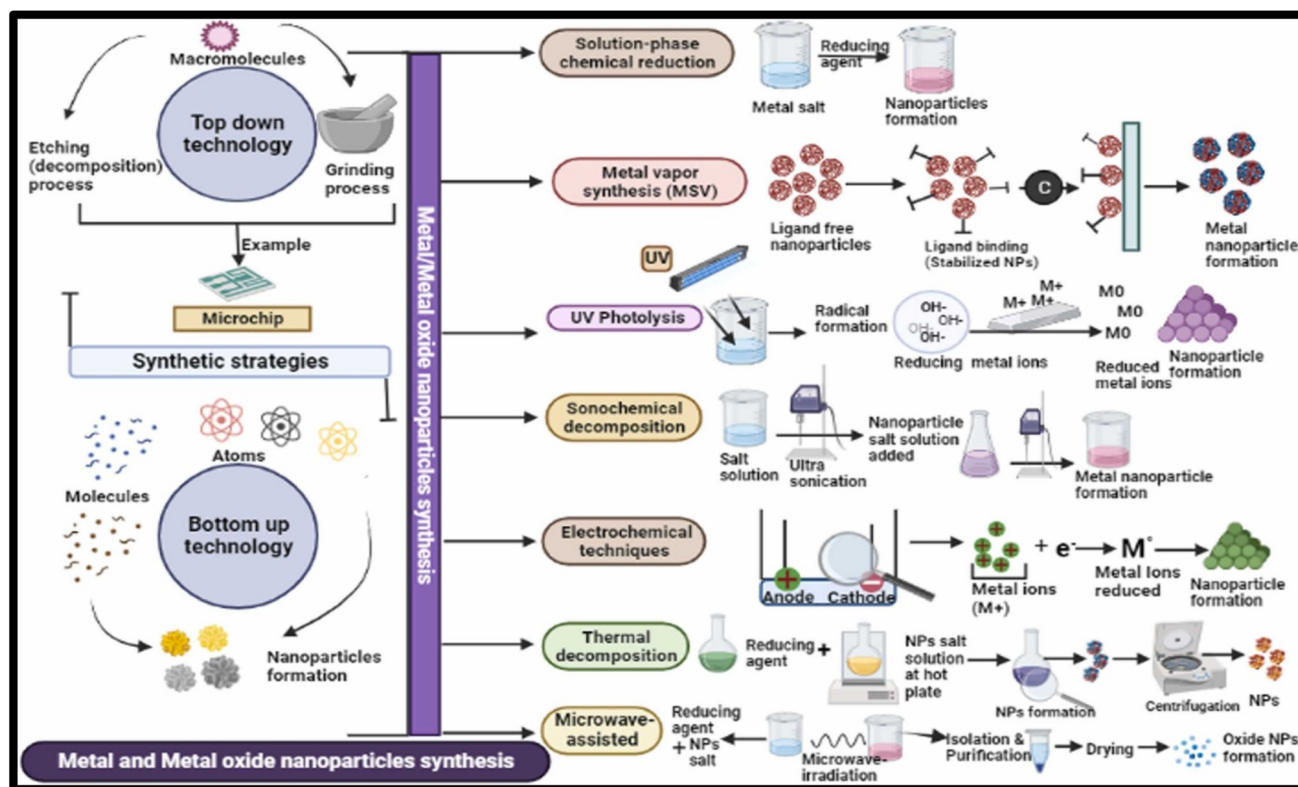 Macromolecules
Top down
technology
Etching
(decomposition)
process
Grinding
process
Example
Microchip
Synthetic strategies
Atoms
Molecules
Bottom up
technology
Nanoparticles
formation
Metal and Metal oxide nanoparticles synthesis
Metal/Metal oxide nanoparticles synthesis
Solution-phase
chemical reduction
Metal salt
Reducing
agent
Nanoparticles
formation
Metal vapor
synthesis (MSV)
Ligand free
nanoparticles
Ligand binding
(Stabilized NPs)
C
Metal
nanoparticle
formation
UV
UV Photolysis
Radical
formation
OH-
OH-
OH-
OH-
Reducing metal ions
M+
M+
M+
M0
M0
M0
Reduced
metal ions
Nanoparticle
formation
Sonochemical
decomposition
Salt
solution
Ultra
sonication
Nanoparticle
salt solution
added
Metal nanoparticle
formation
Electrochemical
techniques
+
Anode
−
Cathode
Metal ions
(M+)
+ e-
M°
Metal Ions
reduced
Nanoparticle
formation
Thermal
decomposition
Reducing
agent
+
NPs salt
solution
at hot
plate
NPs formation
Centrifugation
NPs
Microwave-
assisted
Reducing
agent
+ NPs
salt
Microwave-
irradiation
Isolation &
Purification
Drying
Oxide NPs
formation